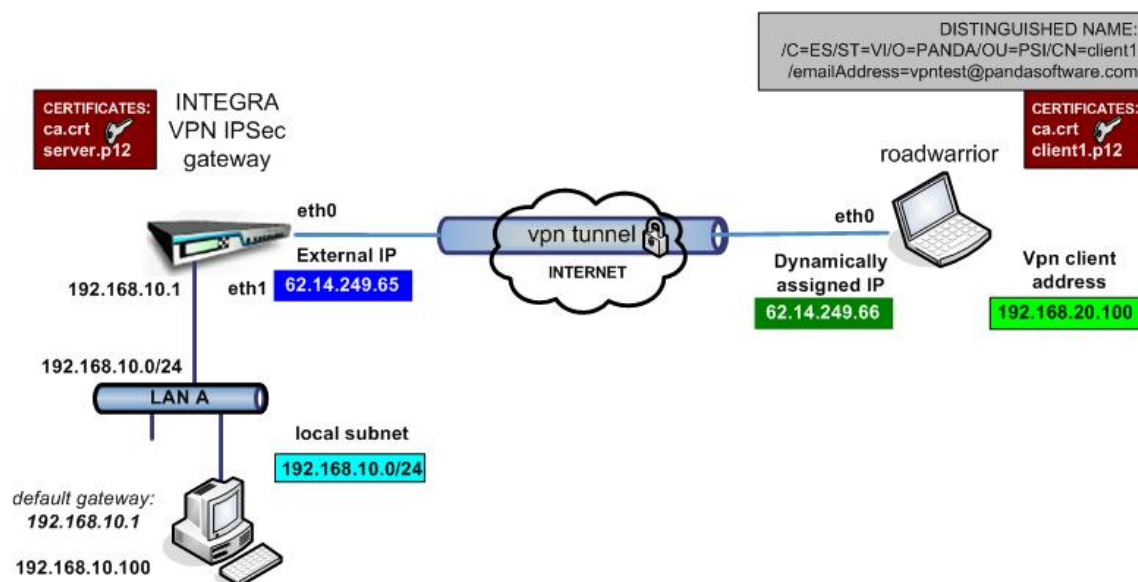 DISTINGUISHED NAME:
/C=ES/ST=VI/O=PANDA/OU=PSI/CN=client1
/emailAddress=vpntest@pandasoftware.com
CERTIFICATES:
ca.crt
server.p12
INTEGRA
VPN IPSec
gateway
CERTIFICATES:
ca.crt
client1.p12
roadwarrior
eth0
vpn tunnel
INTERNET
eth0
External IP
62.14.249.65
192.168.10.1
eth1
Dynamically
assigned IP
62.14.249.66
Vpn client
address
192.168.20.100
192.168.10.0/24
LAN A
local subnet
192.168.10.0/24
default gateway:
192.168.10.1
192.168.10.100